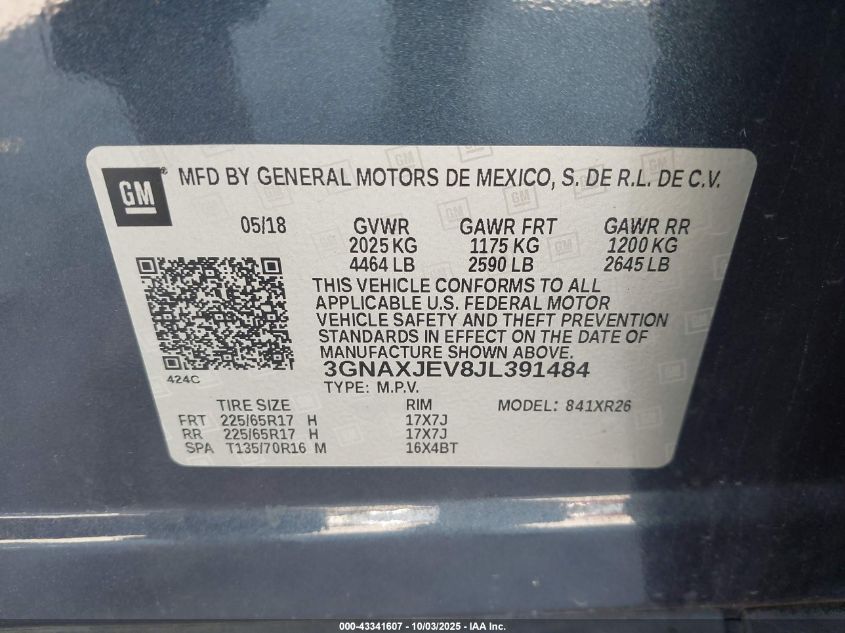 GM® MFD BY GENERAL MOTORS DE MEXICO, S. DE R.L. DE C.V.
05/18 GVWR GAWR FRT GAWR RR
2025 KG 1175 KG 1200 KG
4464 LB 2590 LB 2645 LB
THIS VEHICLE CONFORMS TO ALL
APPLICABLE U.S. FEDERAL MOTOR
VEHICLE SAFETY AND THEFT PREVENTION
STANDARDS IN EFFECT ON THE DATE OF
MANUFACTURE SHOWN ABOVE.
424C
3GNAXJEV8JL391484
TYPE: M.P.V.
TIRE SIZE RIM MODEL: 841XR26
FRT 225/65R17 H 17X7J
RR 225/65R17 H 17X7J
SPA T135/70R16 M 16X4BT
000-43341607 - 10/03/2025 - IAA Inc.